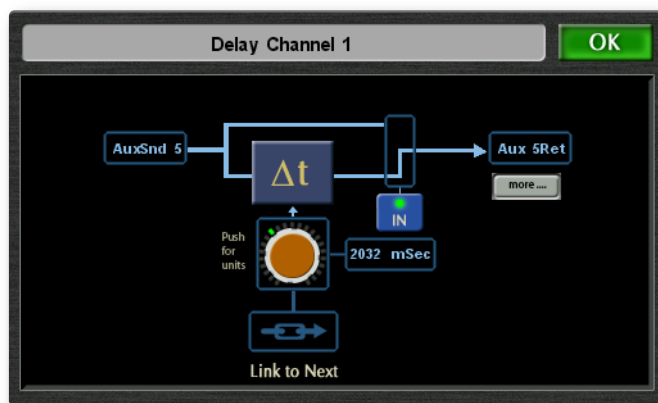 Delay Channel 1
OK
AuxSnd 5
Δt
Aux 5Ret
more ....
IN
Push
for
units
2032 mSec
Link to Next